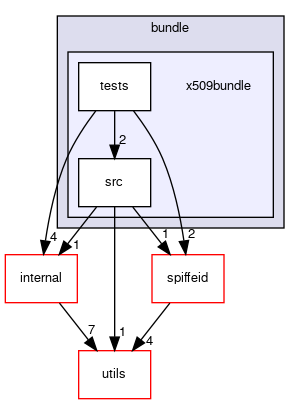 bundle
tests
x509bundle
2
src
4
1
1
2
internal
spiffeid
7
1
4
utils